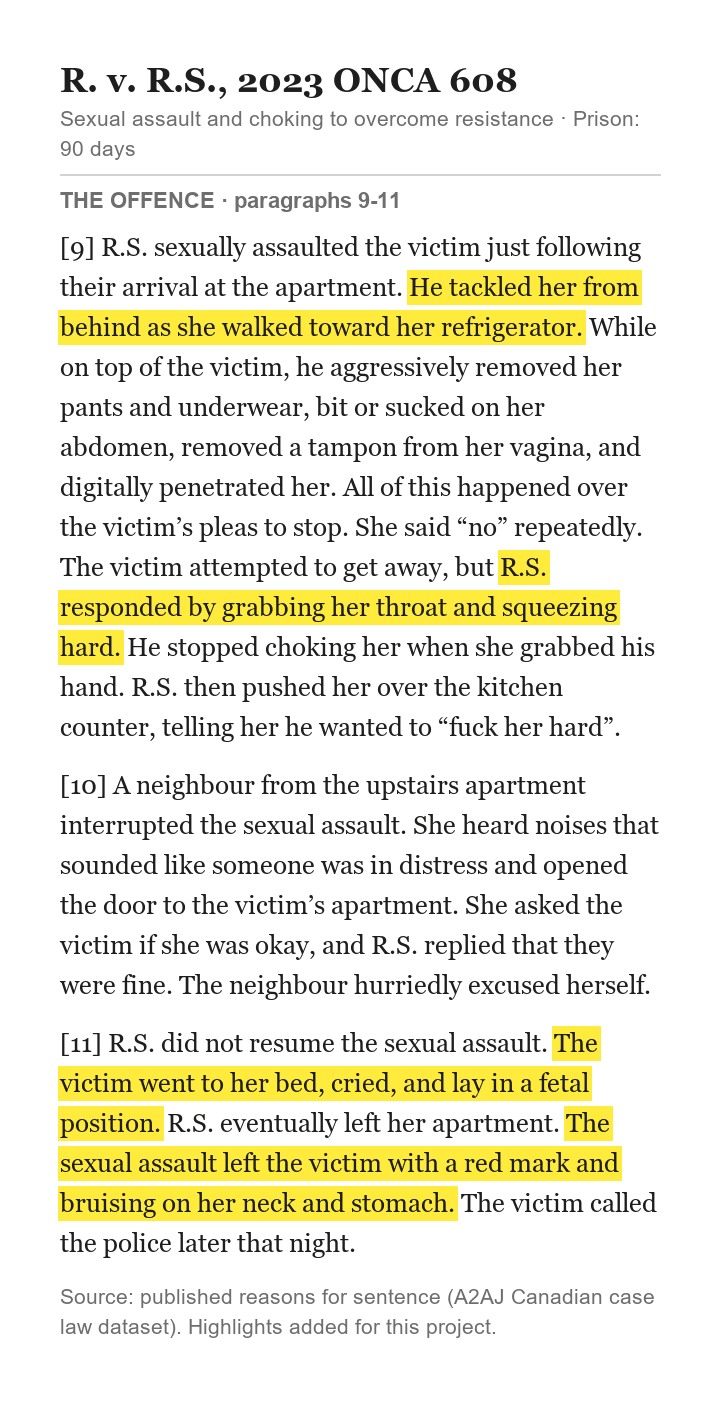 R. v. R.S., 2023 ONCA 608
Sexual assault and choking to overcome resistance · Prison:
90 days
THE OFFENCE · paragraphs 9-11
[9] R.S. sexually assaulted the victim just following
their arrival at the apartment. He tackled her from
behind as she walked toward her refrigerator. While
on top of the victim, he aggressively removed her
pants and underwear, bit or sucked on her
abdomen, removed a tampon from her vagina, and
digitally penetrated her. All of this happened over
the victim’s pleas to stop. She said “no” repeatedly.
The victim attempted to get away, but R.S.
responded by grabbing her throat and squeezing
hard. He stopped choking her when she grabbed his
hand. R.S. then pushed her over the kitchen
counter, telling her he wanted to “fuck her hard”.
[10] A neighbour from the upstairs apartment
interrupted the sexual assault. She heard noises that
sounded like someone was in distress and opened
the door to the victim’s apartment. She asked the
victim if she was okay, and R.S. replied that they
were fine. The neighbour hurriedly excused herself.
[11] R.S. did not resume the sexual assault. The
victim went to her bed, cried, and lay in a fetal
position. R.S. eventually left her apartment. The
sexual assault left the victim with a red mark and
bruising on her neck and stomach. The victim called
the police later that night.
Source: published reasons for sentence (A2AJ Canadian case
law dataset). Highlights added for this project.